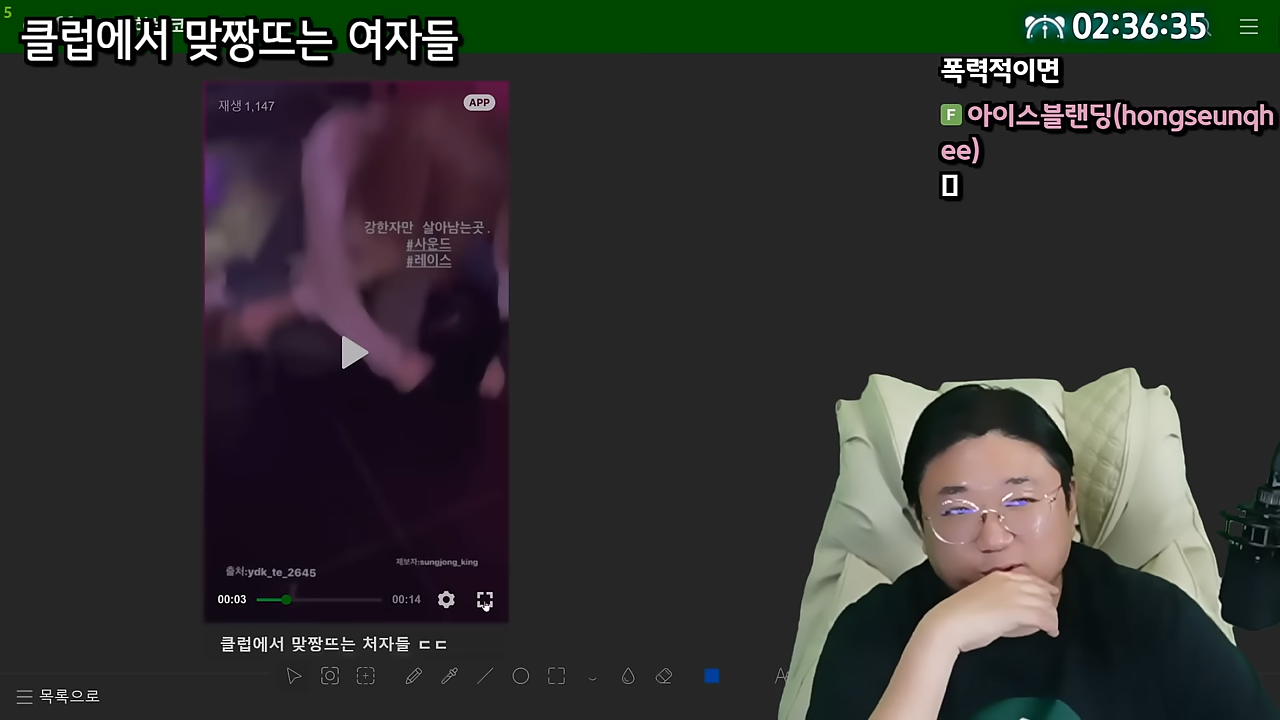 5
클럽에서 맞짱뜨는 여자들
02:36:35
폭력적이면
F 아이스블랜딩(hongseunqh
ee)
재생 1,147
APP
강한자만 살아남는곳.
#사운드
#레이스
출처:ydk_te_2645
제보자:sungjong_king
00:03
00:14
클럽에서 맞짱뜨는 처자들 ㄷㄷ
목록으로